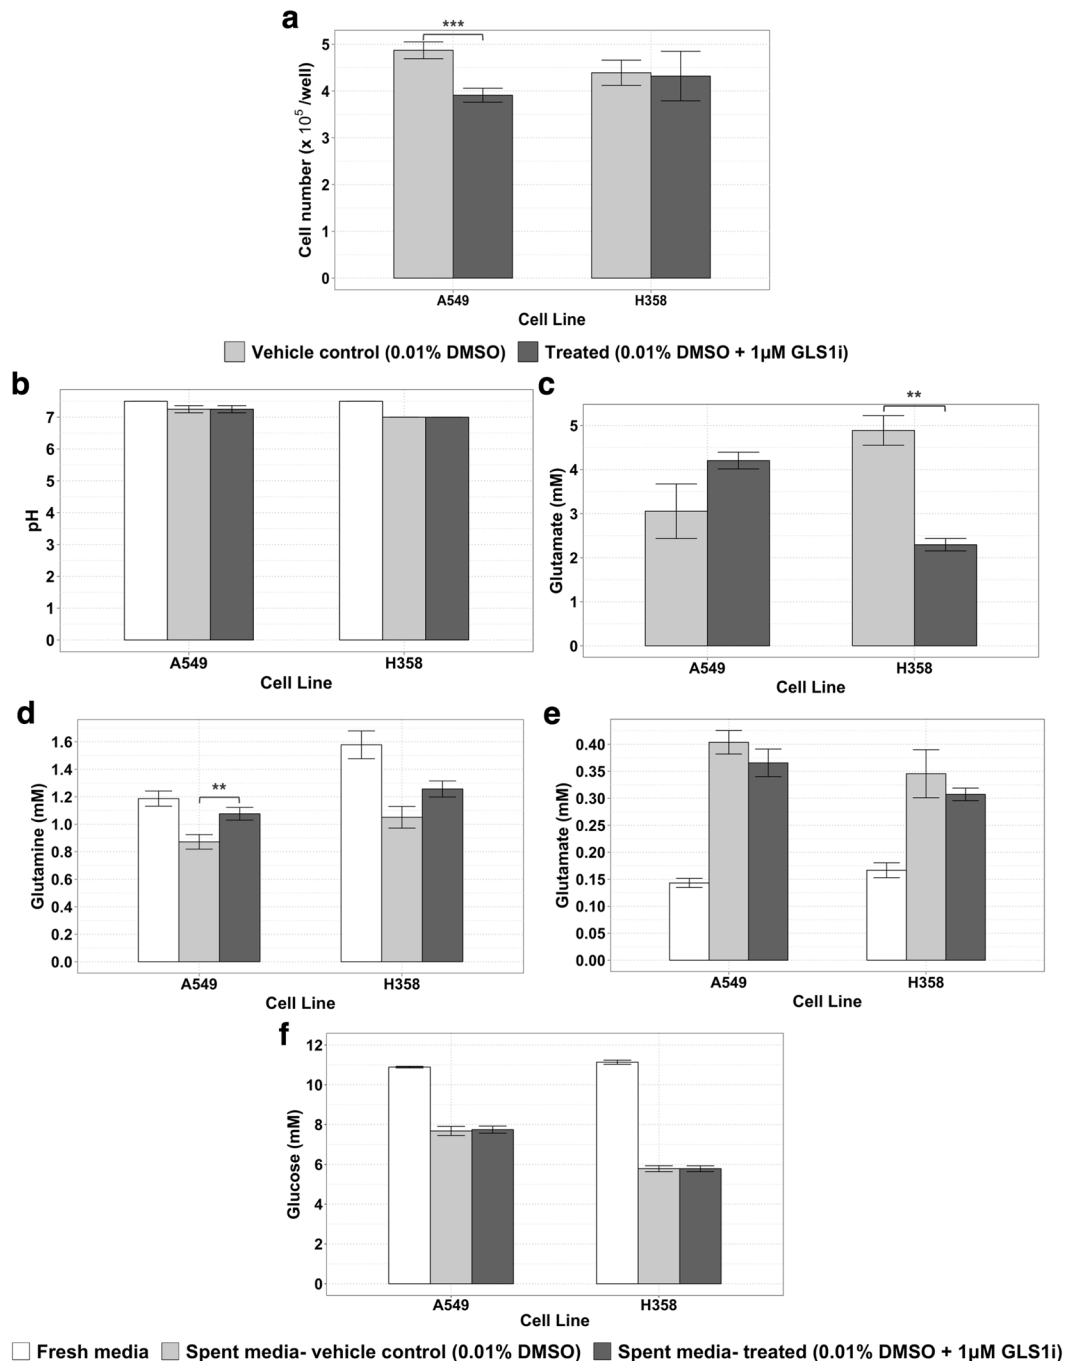 a
***
5
4
3
2
1
0
Cell number (x 10⁵ /well)
A549
H358
Cell Line
Vehicle control (0.01% DMSO)
Treated (0.01% DMSO + 1µM GLS1i)
b
7
6
5
4
3
2
1
0
pH
A549
H358
Cell Line
c
**
5
4
3
2
1
0
Glutamate (mM)
A549
H358
Cell Line
d
**
1.6
1.4
1.2
1.0
0.8
0.6
0.4
0.2
0.0
Glutamine (mM)
A549
H358
Cell Line
e
0.40
0.35
0.30
0.25
0.20
0.15
0.10
0.05
0.00
Glutamate (mM)
A549
H358
Cell Line
f
12
10
8
6
4
2
0
Glucose (mM)
A549
H358
Cell Line
Fresh media
Spent media- vehicle control (0.01% DMSO)
Spent media- treated (0.01% DMSO + 1µM GLS1i)